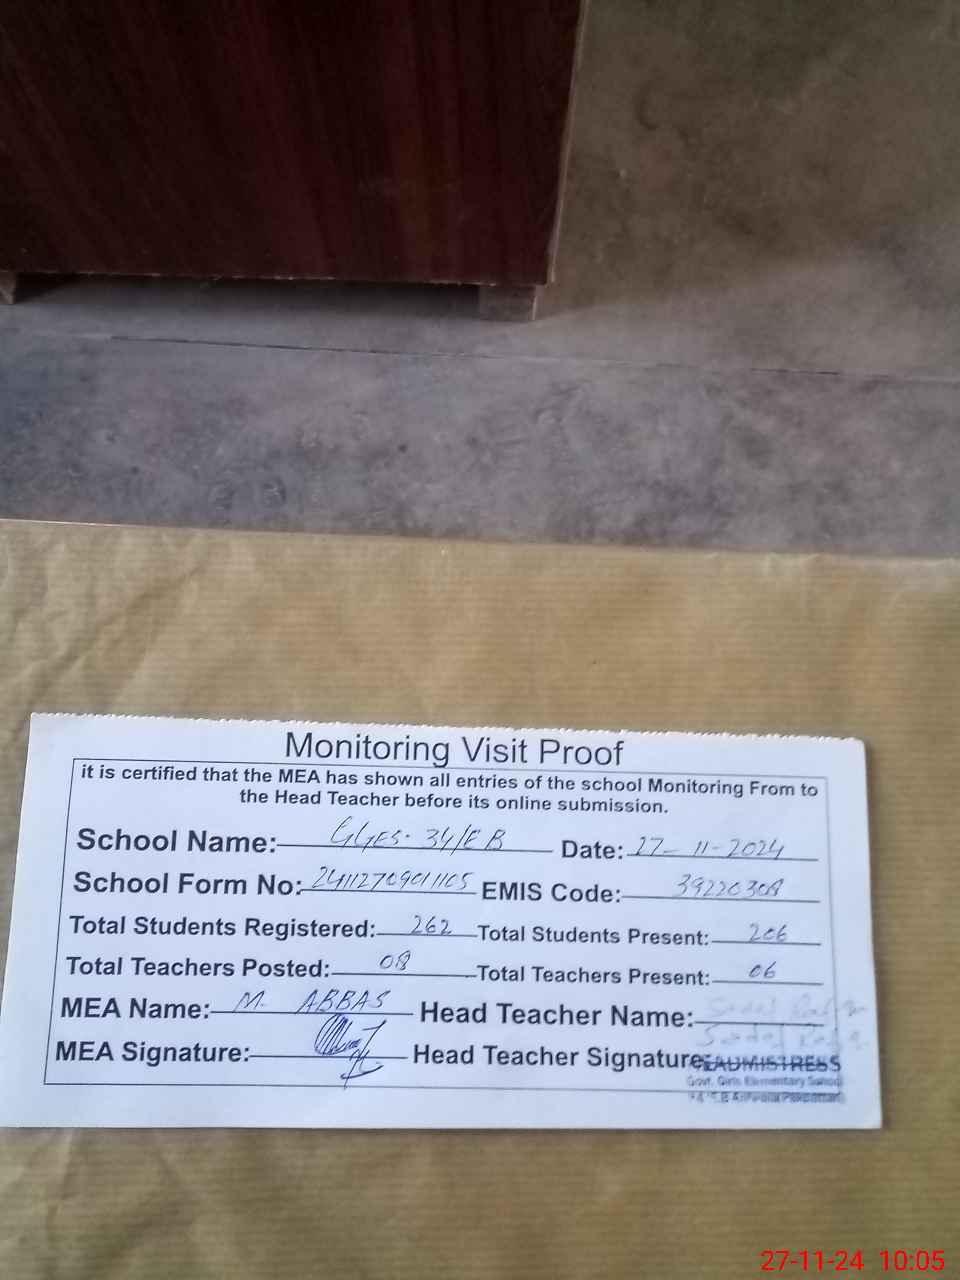 Monitoring Visit Proof
it is certified that the MEA has shown all entries of the school Monitoring From to
the Head Teacher before its online submission.
School Name: GGES. 34/EB Date: 27-11-2024
School Form No: 24112709011105 EMIS Code: 39220308
Total Students Registered: 262 Total Students Present: 206
Total Teachers Posted: 08 Total Teachers Present: 06
MEA Name: M. ABBAS Head Teacher Name:
MEA Signature: Head Teacher Signature
HEADMISTRESS
Govt. Girls Elementary School
27-11-24 10:05